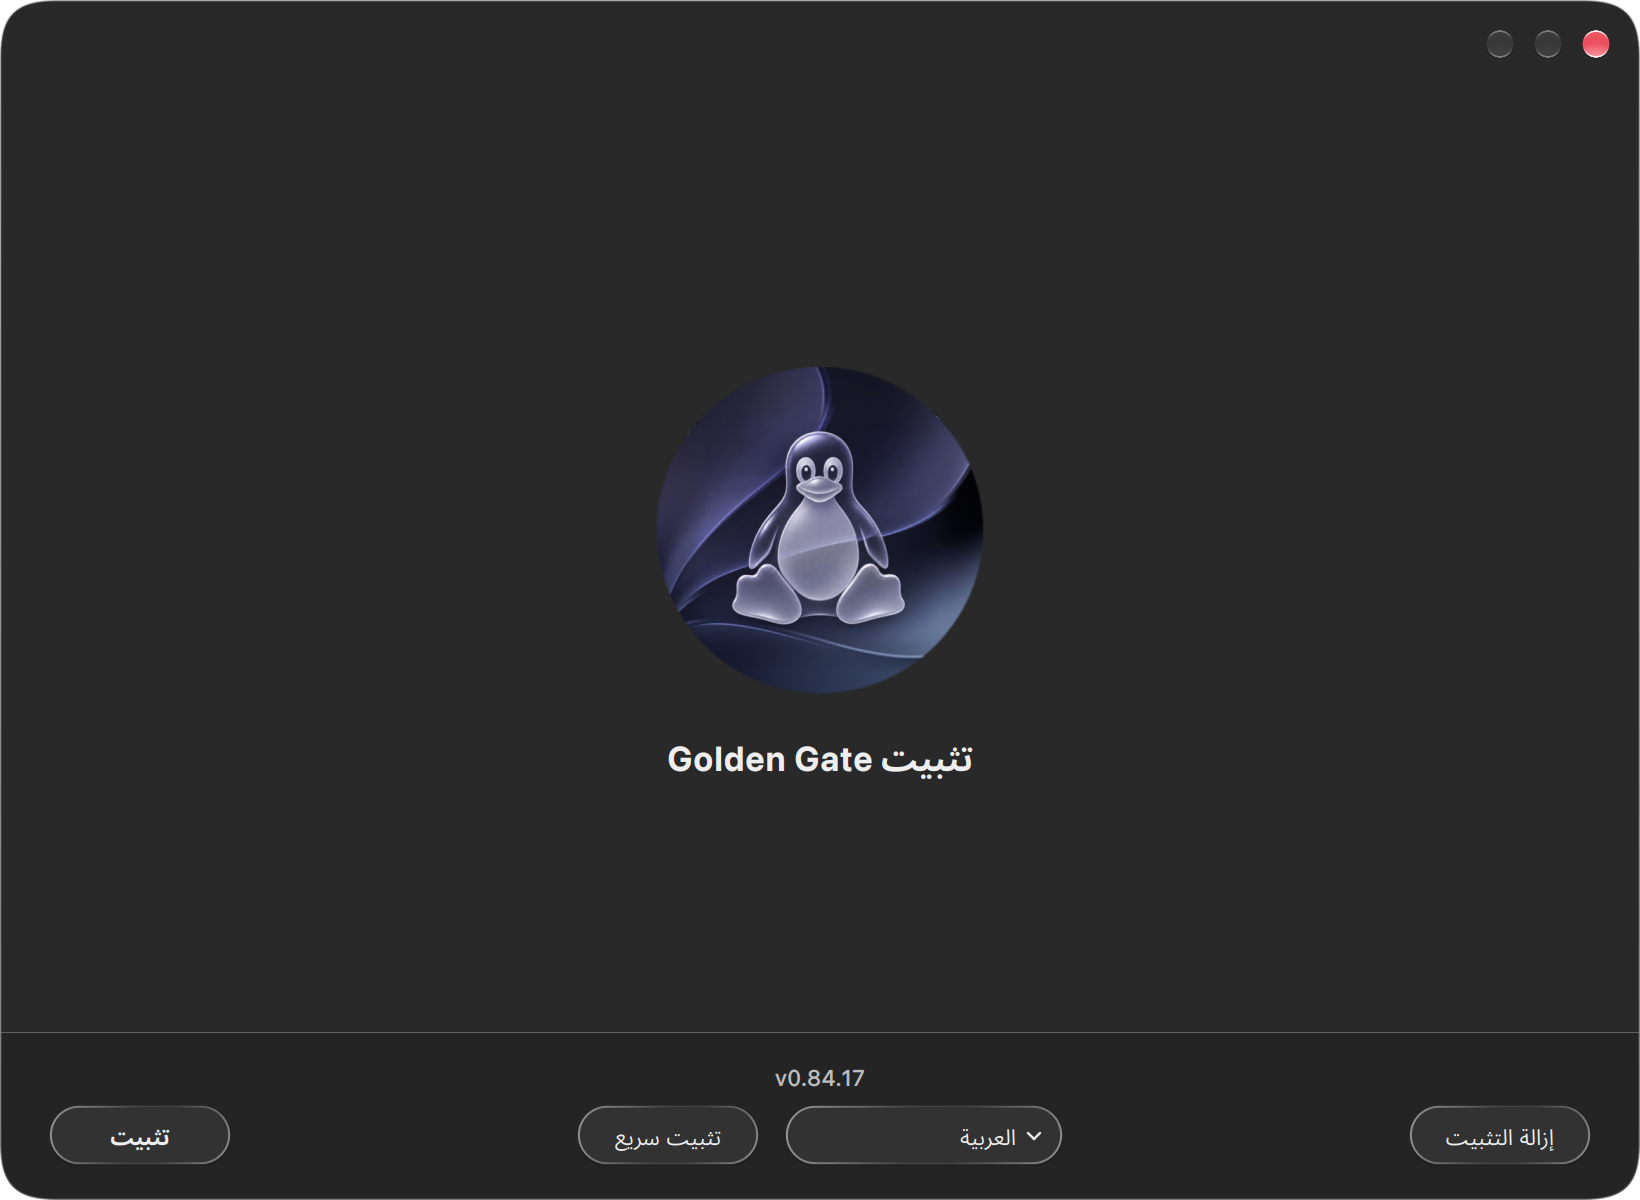 تثبيت Golden Gate
v0.84.17
إزالة التثبيت
العربية
تثبيت سريع
تثبيت